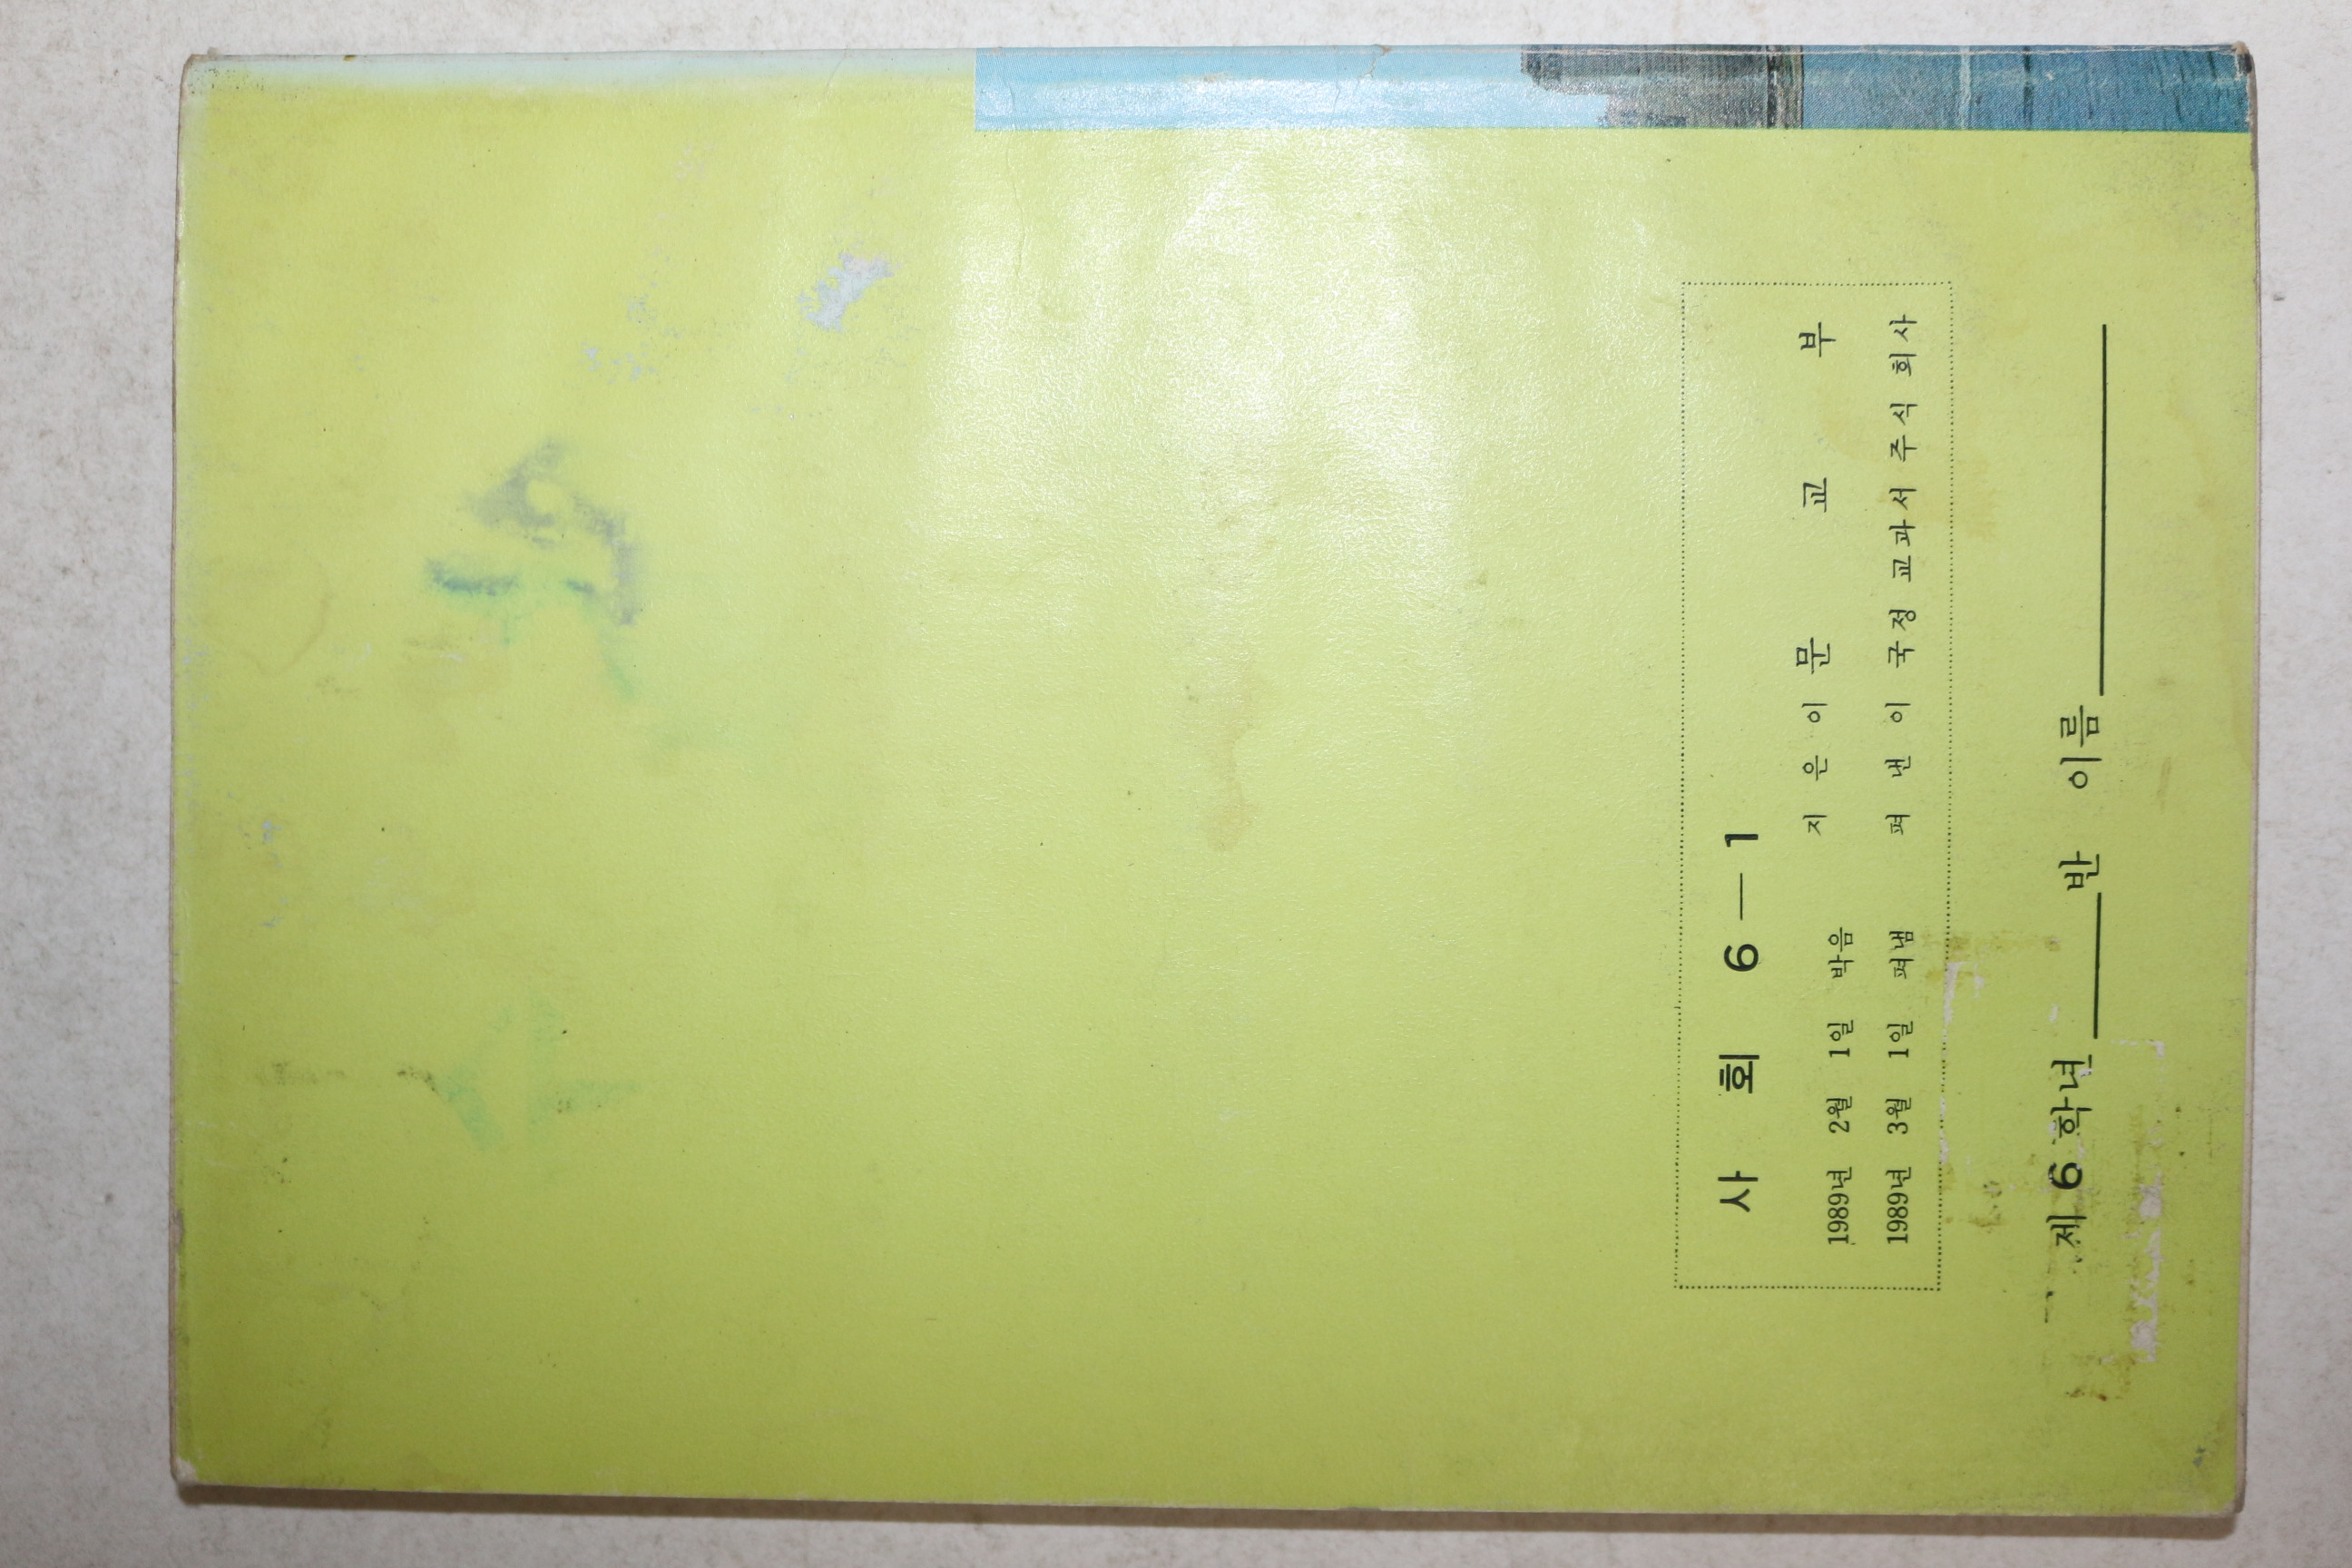 사 회 6―1
지 은 이 문 교 부
1989년 2월 1일 박음
1989년 3월 1일 펴냄
펴 낸 이 국정 교과서 주식 회사
제 6 학년 ＿＿＿ 반 이름 ＿＿＿＿＿＿